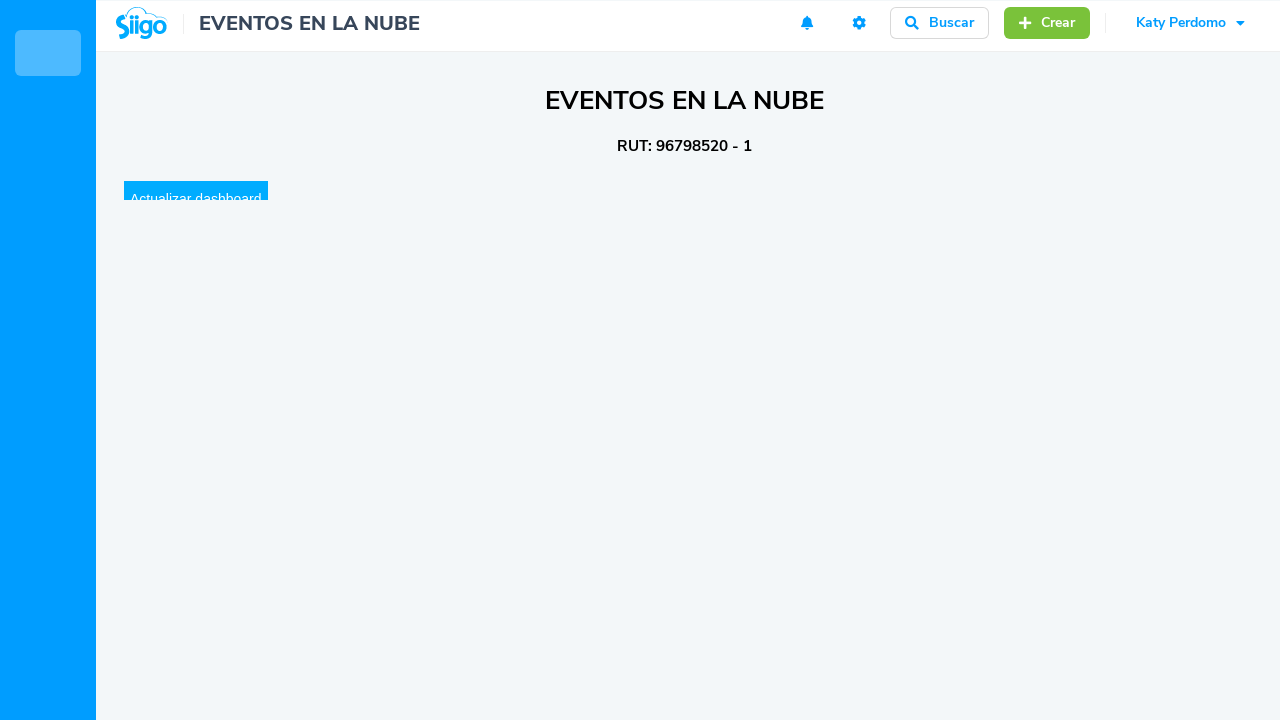 Siigo
EVENTOS EN LA NUBE
Buscar
Crear
Katy Perdomo
EVENTOS EN LA NUBE
RUT: 96798520 - 1
Actualizar dashboard